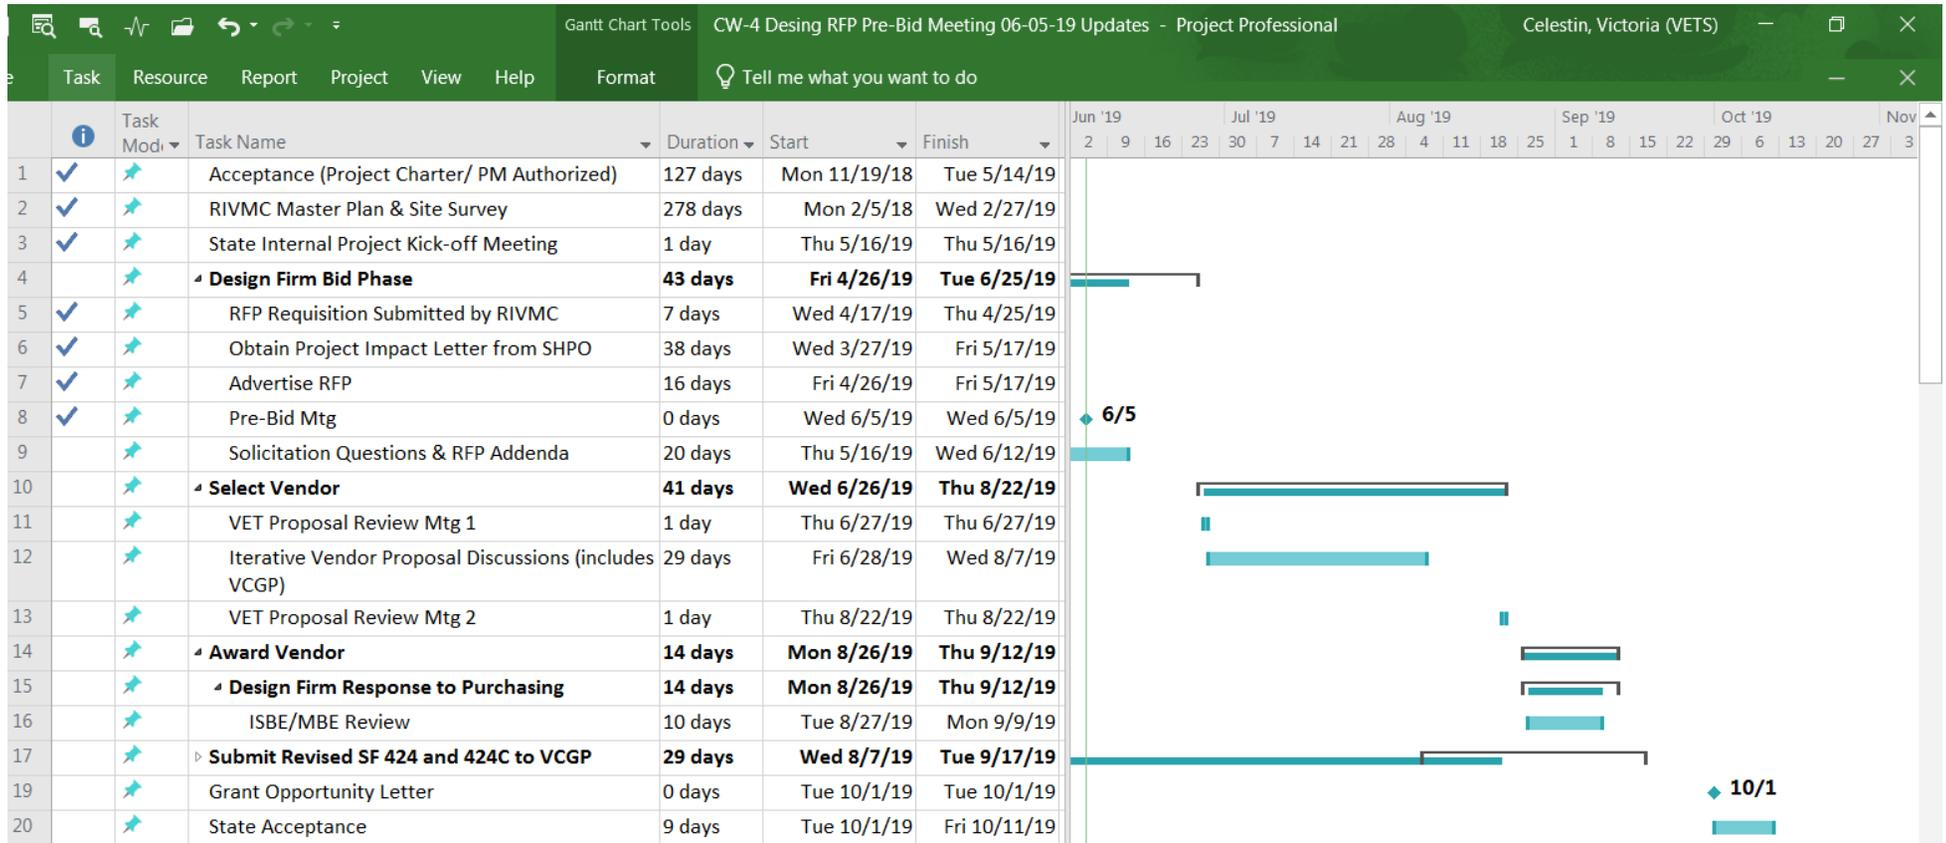 Gantt Chart Tools CW-4 Desing RFP Pre-Bid Meeting 06-05-19 Updates - Project Professional Celestin, Victoria (VETS)
e Task Resource Report Project View Help Format Tell me what you want to do
Task Mode Task Name Duration Start Finish
Jun '19 Jul '19 Aug '19 Sep '19 Oct '19 Nov
2 9 16 23 30 7 14 21 28 4 11 18 25 1 8 15 22 29 6 13 20 27 3
1 Acceptance (Project Charter/ PM Authorized) 127 days Mon 11/19/18 Tue 5/14/19
2 RIVMC Master Plan & Site Survey 278 days Mon 2/5/18 Wed 2/27/19
3 State Internal Project Kick-off Meeting 1 day Thu 5/16/19 Thu 5/16/19
4 Design Firm Bid Phase 43 days Fri 4/26/19 Tue 6/25/19
5 RFP Requisition Submitted by RIVMC 7 days Wed 4/17/19 Thu 4/25/19
6 Obtain Project Impact Letter from SHPO 38 days Wed 3/27/19 Fri 5/17/19
7 Advertise RFP 16 days Fri 4/26/19 Fri 5/17/19
8 Pre-Bid Mtg 0 days Wed 6/5/19 Wed 6/5/19 6/5
9 Solicitation Questions & RFP Addenda 20 days Thu 5/16/19 Wed 6/12/19
10 Select Vendor 41 days Wed 6/26/19 Thu 8/22/19
11 VET Proposal Review Mtg 1 1 day Thu 6/27/19 Thu 6/27/19
12 Iterative Vendor Proposal Discussions (includes 29 days Fri 6/28/19 Wed 8/7/19
VCGP)
13 VET Proposal Review Mtg 2 1 day Thu 8/22/19 Thu 8/22/19
14 Award Vendor 14 days Mon 8/26/19 Thu 9/12/19
15 Design Firm Response to Purchasing 14 days Mon 8/26/19 Thu 9/12/19
16 ISBE/MBE Review 10 days Tue 8/27/19 Mon 9/9/19
17 Submit Revised SF 424 and 424C to VCGP 29 days Wed 8/7/19 Tue 9/17/19
19 Grant Opportunity Letter 0 days Tue 10/1/19 Tue 10/1/19 10/1
20 State Acceptance 9 days Tue 10/1/19 Fri 10/11/19